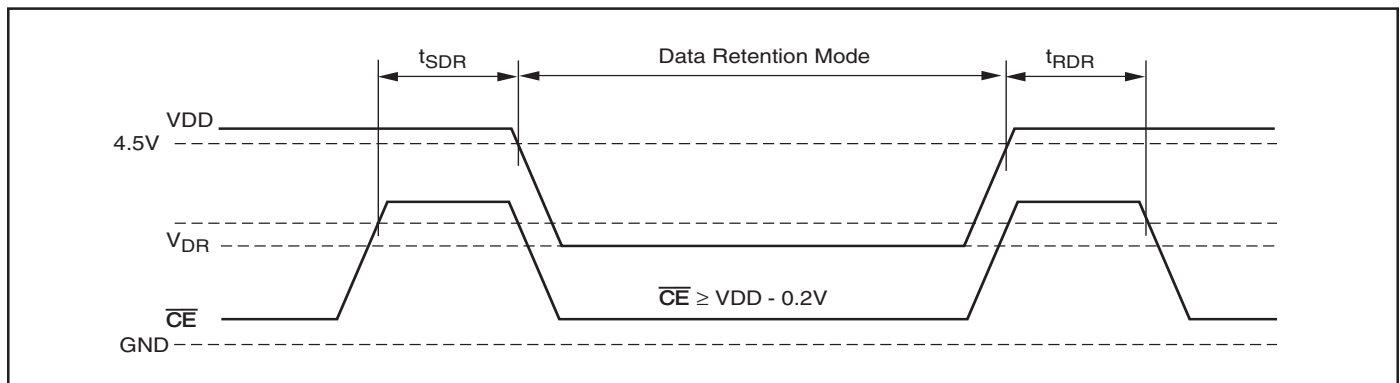 tSDR Data Retention Mode tRDR
VDD
4.5V
VDR
CE ≥ VDD - 0.2V
CE
GND